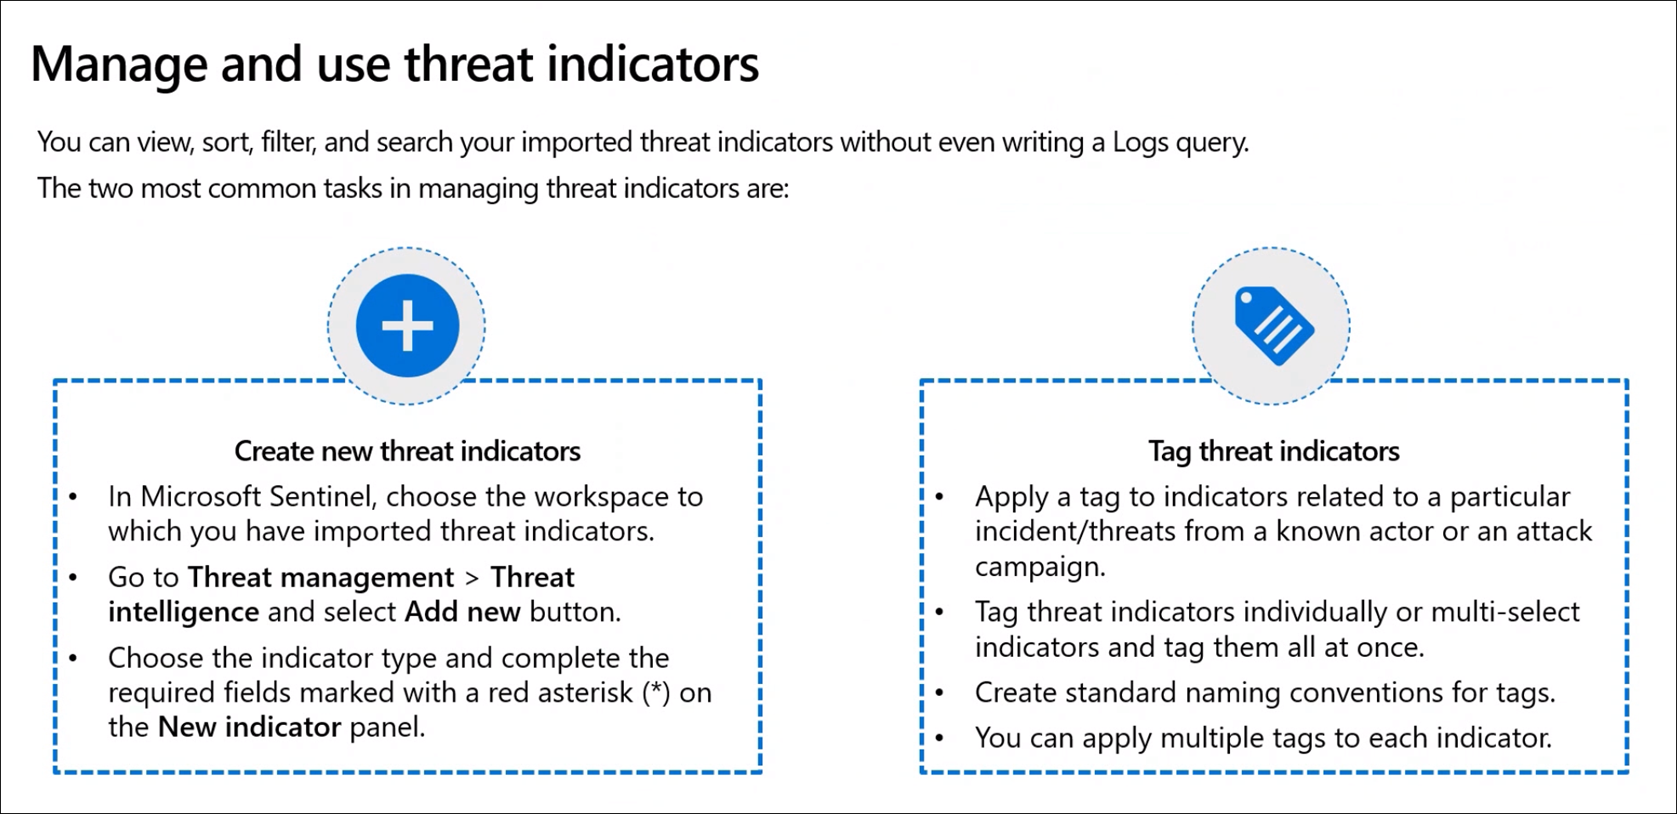 Manage and use threat indicators
You can view, sort, filter, and search your imported threat indicators without even writing a Logs query.
The two most common tasks in managing threat indicators are:
Create new threat indicators
• In Microsoft Sentinel, choose the workspace to
which you have imported threat indicators.
• Go to Threat management > Threat
intelligence and select Add new button.
• Choose the indicator type and complete the
required fields marked with a red asterisk (*) on
the New indicator panel.
Tag threat indicators
• Apply a tag to indicators related to a particular
incident/threats from a known actor or an attack
campaign.
• Tag threat indicators individually or multi-select
indicators and tag them all at once.
• Create standard naming conventions for tags.
• You can apply multiple tags to each indicator.